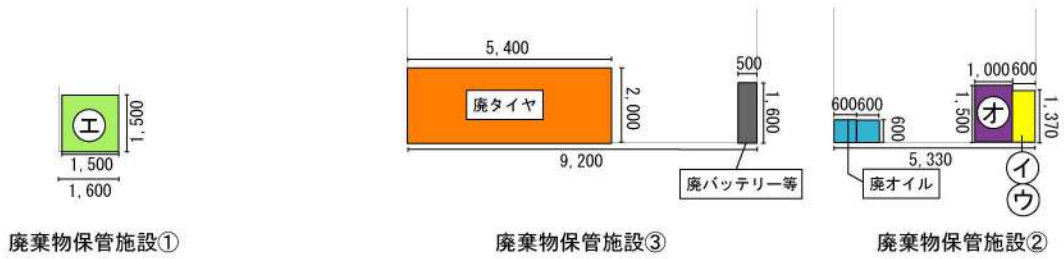 エ
1,500
1,500
1,600
廃棄物保管施設①
5,400
廃タイヤ
2,000
500
1,600
9,200
廃バッテリー等
廃棄物保管施設③
1,000
600
オ
1,500
1,370
600
600
600
5,330
廃オイル
イ
ウ
廃棄物保管施設②